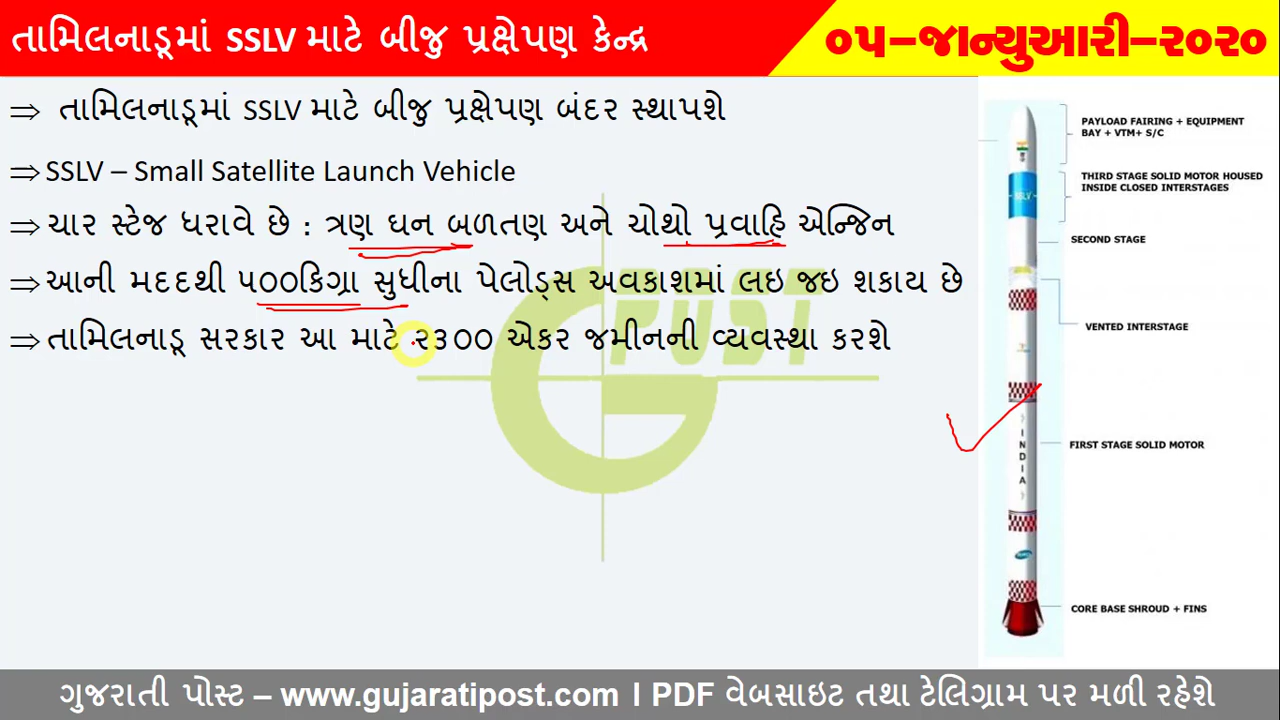 તામિલનાડૂમાં SSLV માટે બીજુ પ્રક્ષેપણ કેન્દ્ર
૦૫-જાન્યુઆરી-૨૦૨૦
⇒ તામિલનાડૂમાં SSLV માટે બીજુ પ્રક્ષેપણ બંદર સ્થાપશે
⇒ SSLV – Small Satellite Launch Vehicle
⇒ ચાર સ્ટેજ ધરાવે છે : ત્રણ ઘન બળતણ અને ચોથો પ્રવાહિ એન્જિન
⇒ આની મદદથી ૫૦૦કિગ્રા સુધીના પેલોડ્સ અવકાશમાં લઇ જઇ શકાય છે
⇒ તામિલનાડૂ સરકાર આ માટે ૨૩૦૦ એકર જમીનની વ્યવસ્થા કરશે
G POST
PAYLOAD FAIRING + EQUIPMENT
BAY + VTM+ S/C
THIRD STAGE SOLID MOTOR HOUSED
INSIDE CLOSED INTERSTAGES
SSLV
SECOND STAGE
VENTED INTERSTAGE
FIRST STAGE SOLID MOTOR
INDIA
CORE BASE SHROUD + FINS
ગુજરાતી પોસ્ટ – www.gujaratipost.com । PDF વેબસાઇટ તથા ટેલિગ્રામ પર મળી રહેશે